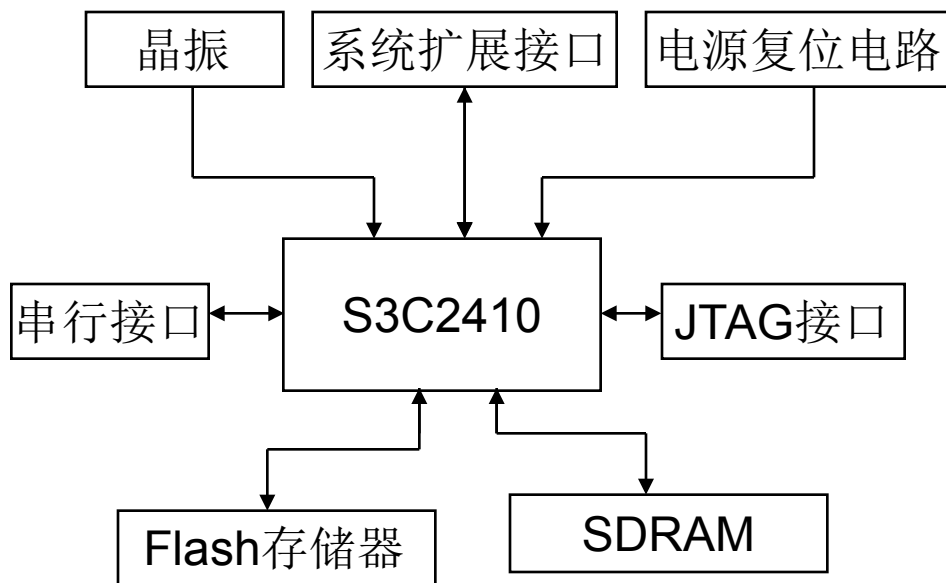 晶振
系统扩展接口
电源复位电路
串行接口
S3C2410
JTAG接口
Flash存储器
SDRAM